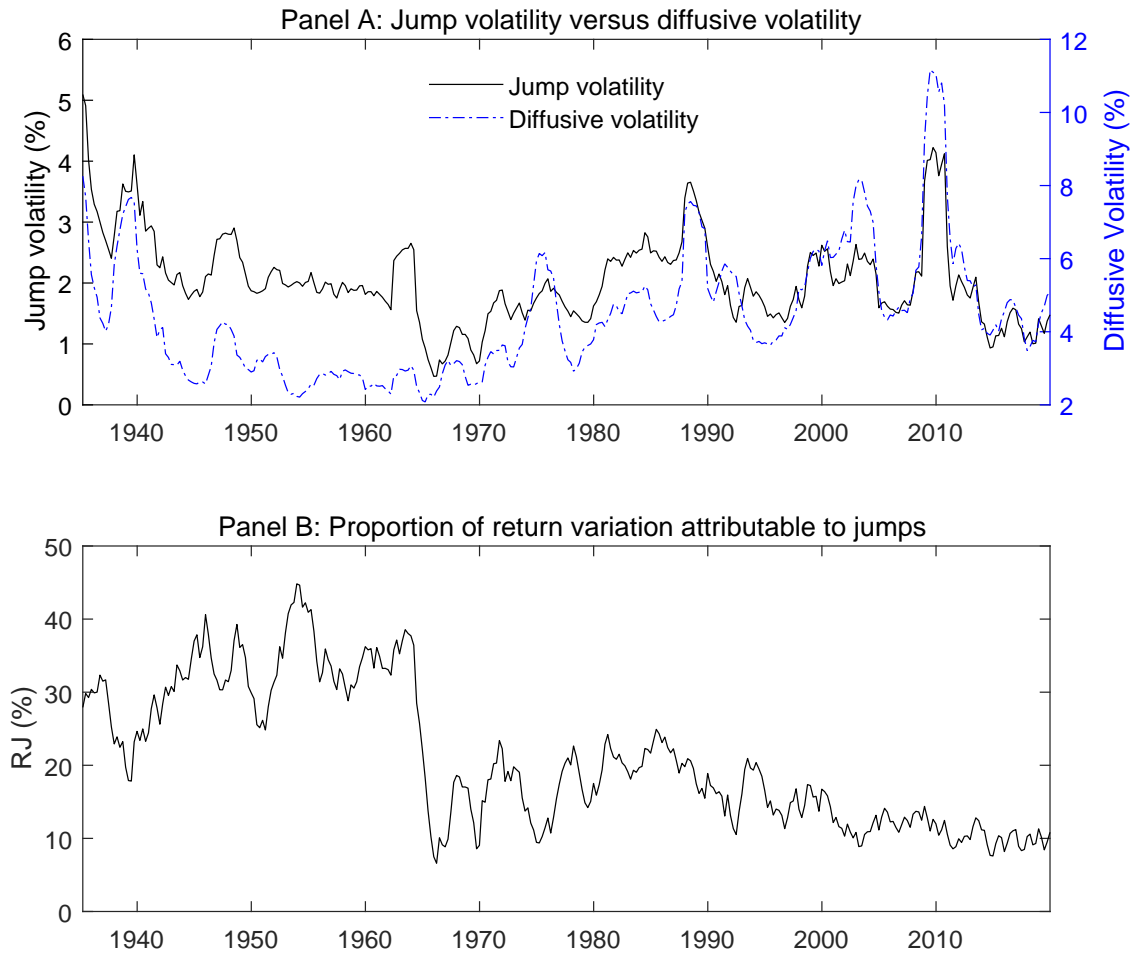 Panel A: Jump volatility versus diffusive volatility
6
5
4
3
2
1
0
Jump volatility (%)
Jump volatility
Diffusive volatility
12
10
8
6
4
2
Diffusive Volatility (%)
1940 1950 1960 1970 1980 1990 2000 2010
Panel B: Proportion of return variation attributable to jumps
50
40
30
20
10
0
RJ (%)
1940 1950 1960 1970 1980 1990 2000 2010